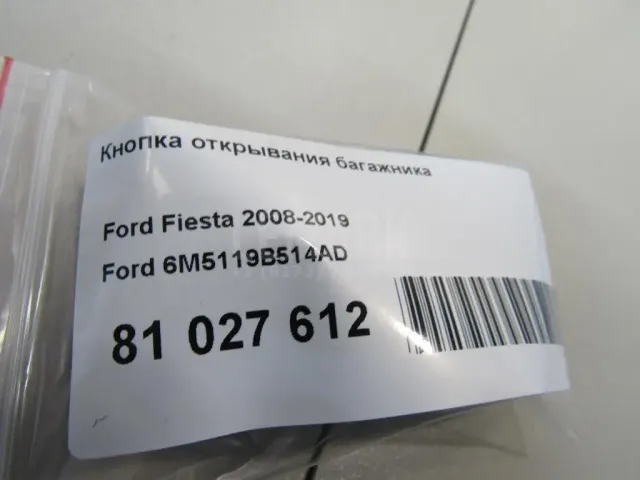 Кнопка открывания багажника
Ford Fiesta 2008-2019
Ford 6M5119B514AD
81 027 612